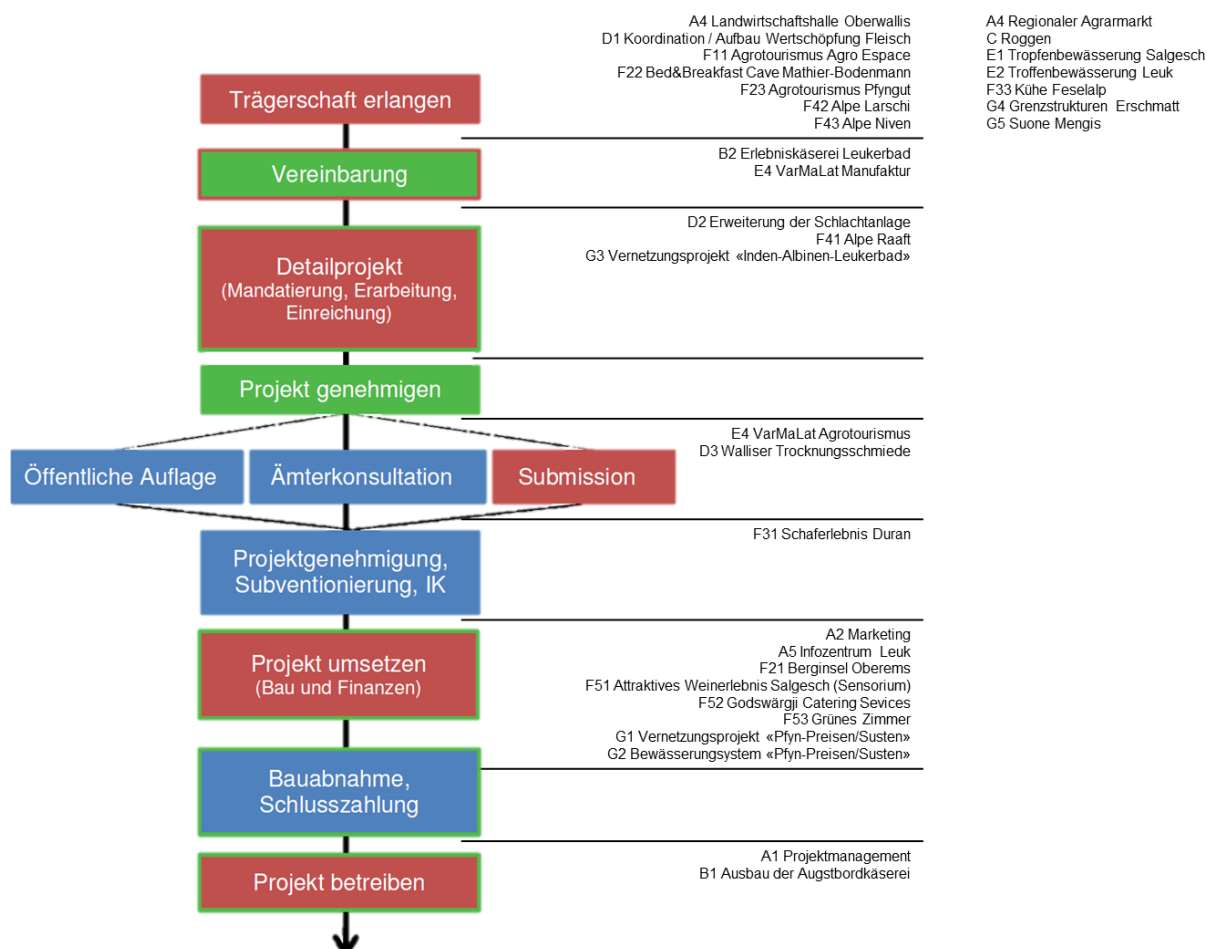 A4 Landwirtschaftshalle Oberwallis
D1 Koordination / Aufbau Wertschöpfung Fleisch
F11 Agrotourismus Agro Espace
F22 Bed&Breakfast Cave Mathier-Bodenmann
F23 Agrotourismus Pfyngut
F42 Alpe Larschi
F43 Alpe Niven
A4 Regionaler Agrarmarkt
C Roggen
E1 Tropfenbewässerung Salgesch
E2 Troffenbewässerung Leuk
F33 Kühe Feselalp
G4 Grenzstrukturen Erschmatt
G5 Suone Mengis
Trägerschaft erlangen
Vereinbarung
B2 Erlebniskäserei Leukerbad
E4 VarMaLat Manufaktur
Detailprojekt
(Mandatierung, Erarbeitung,
Einreichung)
D2 Erweiterung der Schlachtanlage
F41 Alpe Raaft
G3 Vernetzungsprojekt «Inden-Albinen-Leukerbad»
Projekt genehmigen
Öffentliche Auflage
Ämterkonsultation
Submission
E4 VarMaLat Agrotourismus
D3 Walliser Trocknungsschmiede
Projektgenehmigung,
Subventionierung, IK
F31 Schaferlebnis Duran
Projekt umsetzen
(Bau und Finanzen)
A2 Marketing
A5 Infozentrum Leuk
F21 Berginsel Oberems
F51 Attraktives Weinerlebnis Salgesch (Sensorium)
F52 Godswärgji Catering Sevices
F53 Grünes Zimmer
G1 Vernetzungsprojekt «Pfyn-Preisen/Susten»
G2 Bewässerungsystem «Pfyn-Preisen/Susten»
Bauabnahme,
Schlusszahlung
Projekt betreiben
A1 Projektmanagement
B1 Ausbau der Augstbordkäserei